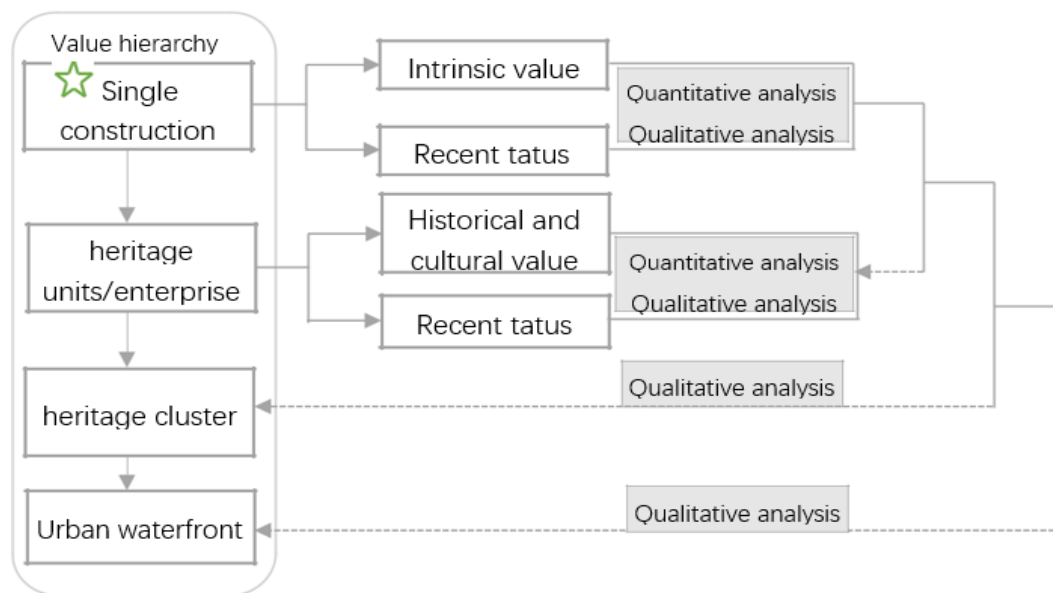 Value hierarchy
Single
construction
Intrinsic value
Quantitative analysis
Qualitative analysis
Recent tatus
heritage
units/enterprise
Historical and
cultural value
Quantitative analysis
Qualitative analysis
Recent tatus
heritage cluster
Qualitative analysis
Urban waterfront
Qualitative analysis